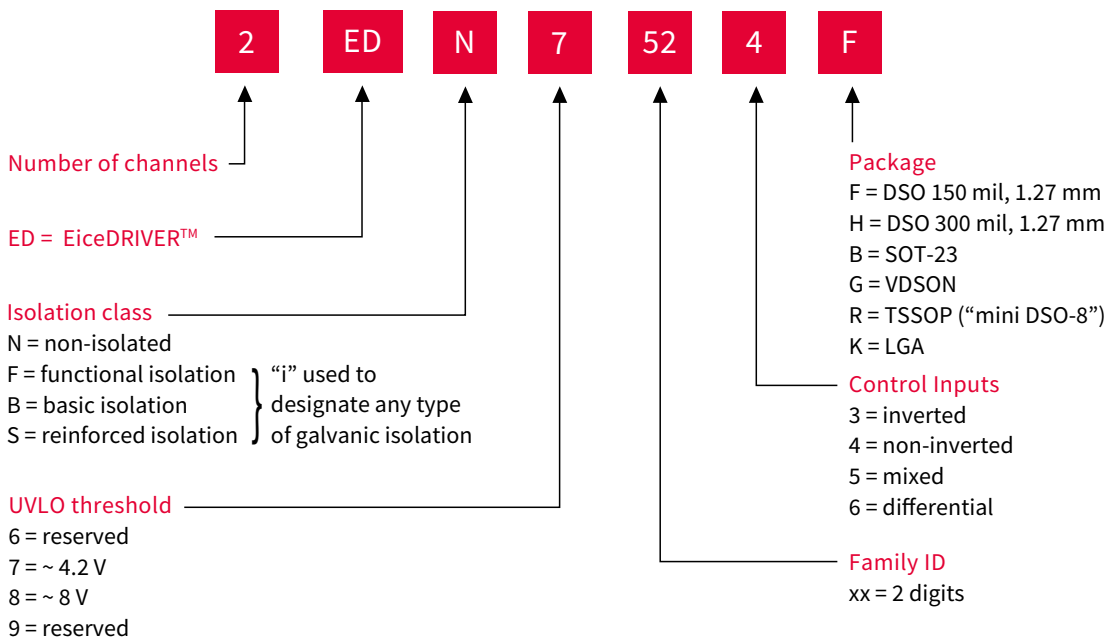 2 ED N 7 52 4 F
Number of channels
ED = EiceDRIVER™
Isolation class
N = non-isolated
F = functional isolation
B = basic isolation
S = reinforced isolation
“i” used to
designate any type
of galvanic isolation
UVLO threshold
6 = reserved
7 = ~ 4.2 V
8 = ~ 8 V
9 = reserved
Package
F = DSO 150 mil, 1.27 mm
H = DSO 300 mil, 1.27 mm
B = SOT-23
G = VDSON
R = TSSOP (“mini DSO-8”)
K = LGA
Control Inputs
3 = inverted
4 = non-inverted
5 = mixed
6 = differential
Family ID
xx = 2 digits